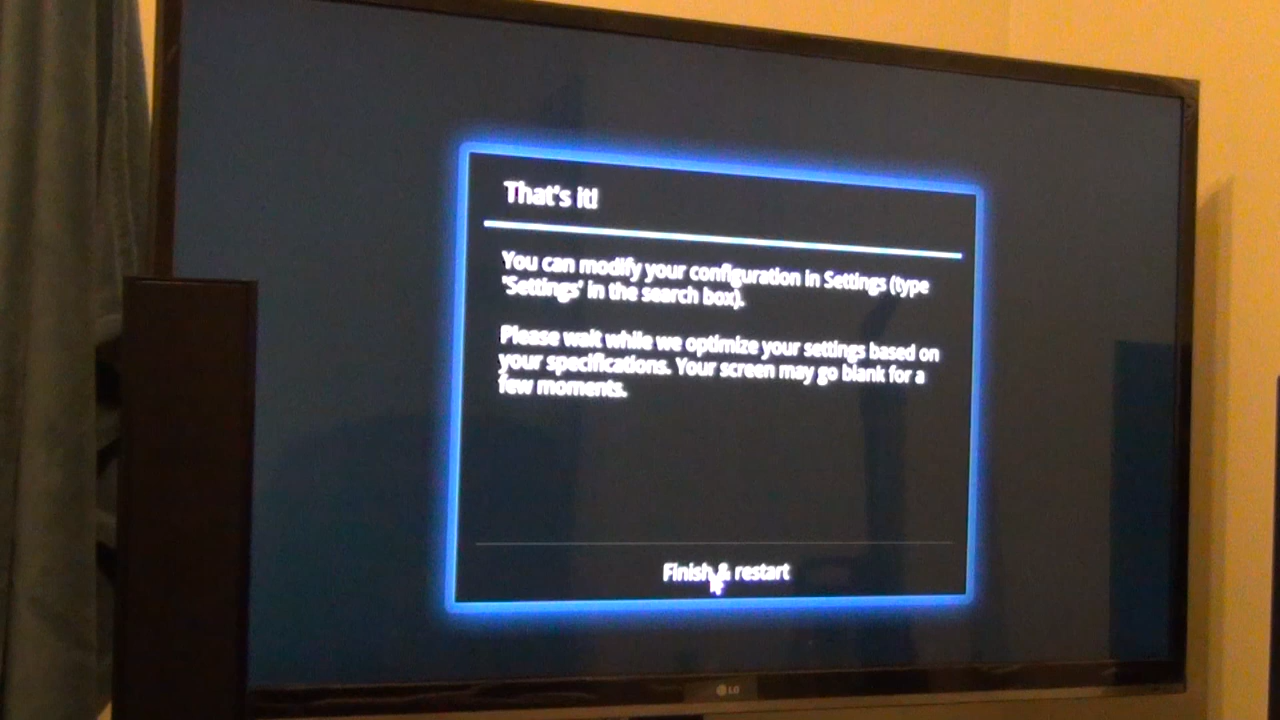 That's it!
You can modify your configuration in Settings (type
'Settings' in the search box).
Please wait while we optimize your settings based on
your specifications. Your screen may go blank for a
few moments.
Finish & restart
LG